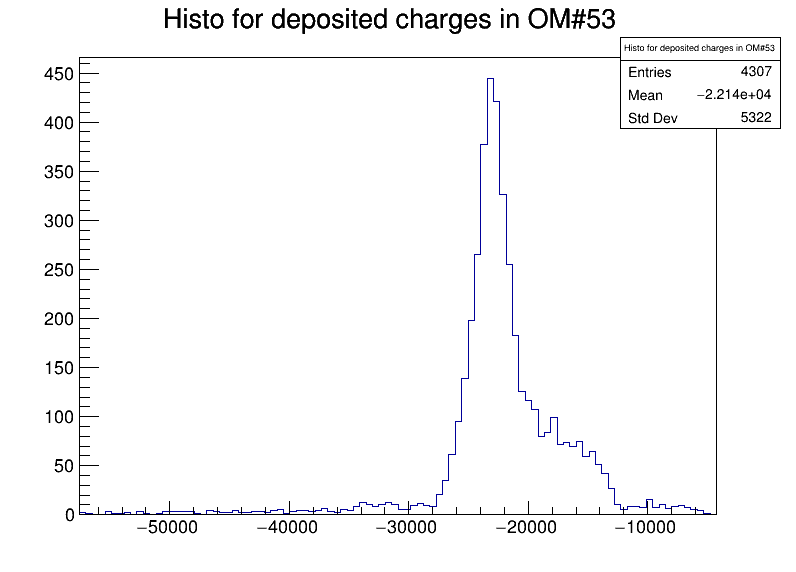 Histo for deposited charges in OM#53
Histo for deposited charges in OM#53
Entries 4307
Mean −2.214e+04
Std Dev 5322
450
400
350
300
250
200
150
100
50
0
−50000 −40000 −30000 −20000 −10000